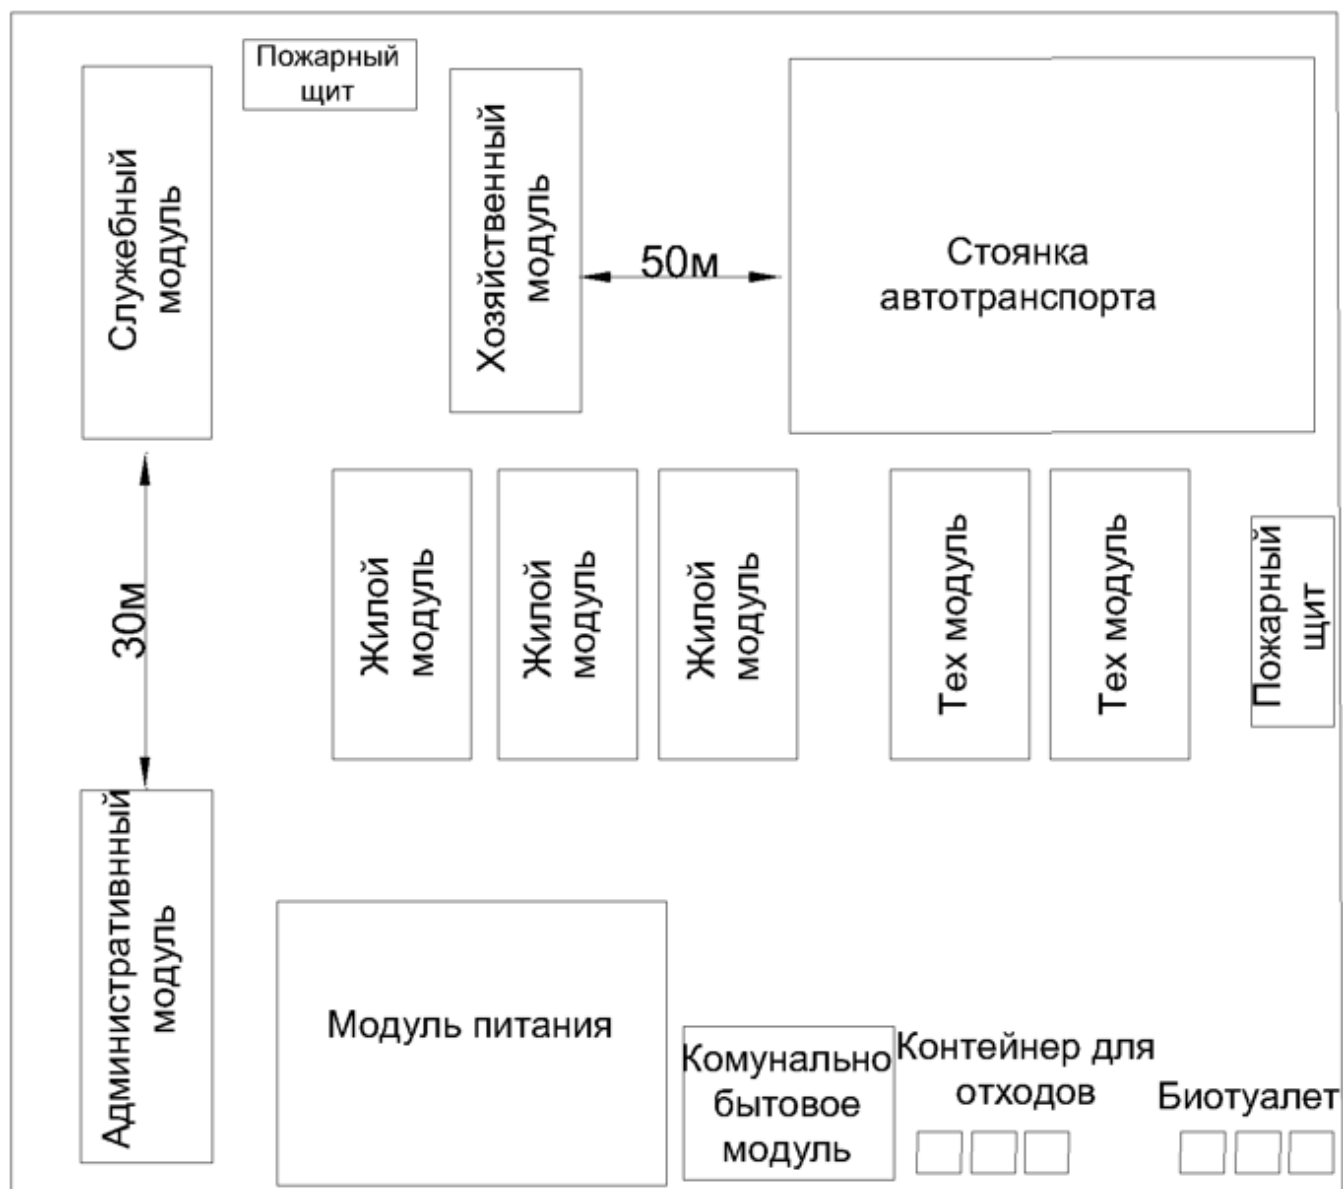 Пожарный
щит
Служебный
модуль
Хозяйственный
модуль
50м
Стоянка
автотранспорта
30м
Жилой
модуль
Жилой
модуль
Жилой
модуль
Тех модуль
Тех модуль
Пожарный
щит
Административнный
модуль
Модуль питания
Комунально
бытовое
модуль
Контейнер для
отходов
Биотуалет